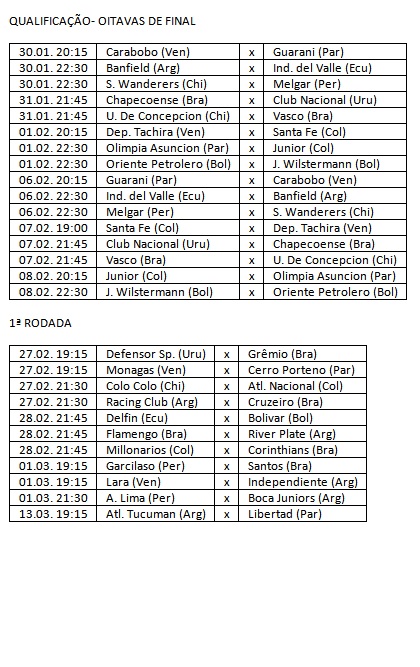 QUALIFICAÇÃO- OITAVAS DE FINAL
30.01. 20:15 Carabobo (Ven) x Guarani (Par)
30.01. 22:30 Banfield (Arg) x Ind. del Valle (Ecu)
30.01. 22:30 S. Wanderers (Chi) x Melgar (Per)
31.01. 21:45 Chapecoense (Bra) x Club Nacional (Uru)
31.01. 21:45 U. De Concepcion (Chi) x Vasco (Bra)
01.02. 20:15 Dep. Tachira (Ven) x Santa Fe (Col)
01.02. 22:30 Olimpia Asuncion (Par) x Junior (Col)
01.02. 22:30 Oriente Petrolero (Bol) x J. Wilstermann (Bol)
06.02. 20:15 Guarani (Par) x Carabobo (Ven)
06.02. 22:30 Ind. del Valle (Ecu) x Banfield (Arg)
06.02. 22:30 Melgar (Per) x S. Wanderers (Chi)
07.02. 19:00 Santa Fe (Col) x Dep. Tachira (Ven)
07.02. 21:45 Club Nacional (Uru) x Chapecoense (Bra)
07.02. 21:45 Vasco (Bra) x U. De Concepcion (Chi)
08.02. 20:15 Junior (Col) x Olimpia Asuncion (Par)
08.02. 22:30 J. Wilstermann (Bol) x Oriente Petrolero (Bol)
1ª RODADA
27.02. 19:15 Defensor Sp. (Uru) x Grêmio (Bra)
27.02. 19:15 Monagas (Ven) x Cerro Porteno (Par)
27.02. 21:30 Colo Colo (Chi) x Atl. Nacional (Col)
27.02. 21:30 Racing Club (Arg) x Cruzeiro (Bra)
28.02. 21:45 Delfin (Ecu) x Bolivar (Bol)
28.02. 21:45 Flamengo (Bra) x River Plate (Arg)
28.02. 21:45 Millonarios (Col) x Corinthians (Bra)
01.03. 19:15 Garcilaso (Per) x Santos (Bra)
01.03. 19:15 Lara (Ven) x Independiente (Arg)
01.03. 21:30 A. Lima (Per) x Boca Juniors (Arg)
13.03. 19:15 Atl. Tucuman (Arg) x Libertad (Par)